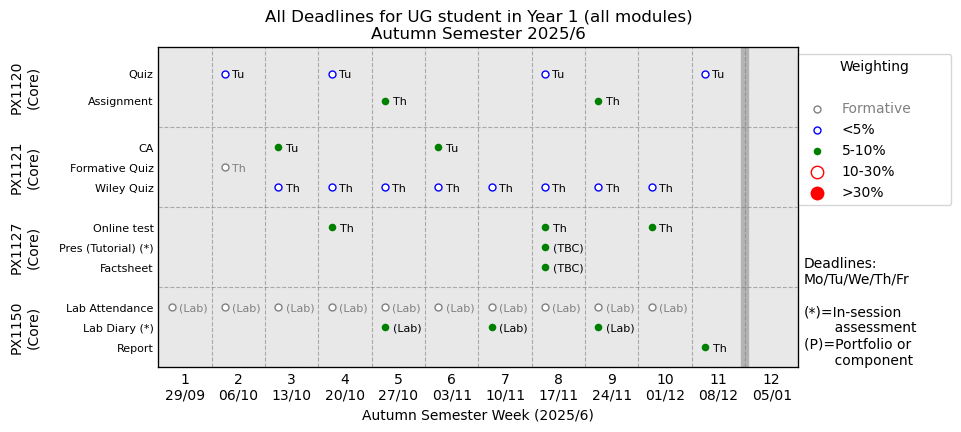 All Deadlines for UG student in Year 1 (all modules)
Autumn Semester 2025/6
PX1120
(Core)
Quiz Tu Tu Tu Tu
Assignment Th Th
PX1121
(Core)
CA Tu Tu
Formative Quiz Th
Wiley Quiz Th Th Th Th Th Th Th Th
PX1127
(Core)
Online test Th Th Th
Pres (Tutorial) (*) (TBC)
Factsheet (TBC)
PX1150
(Core)
Lab Attendance (Lab) (Lab) (Lab) (Lab) (Lab) (Lab) (Lab) (Lab) (Lab) (Lab)
Lab Diary (*) (Lab) (Lab) (Lab)
Report Th
1 2 3 4 5 6 7 8 9 10 11 12
29/09 06/10 13/10 20/10 27/10 03/11 10/11 17/11 24/11 01/12 08/12 05/01
Autumn Semester Week (2025/6)
Weighting
Formative
<5%
5-10%
10-30%
>30%
Deadlines:
Mo/Tu/We/Th/Fr
(*)=In-session
assessment
(P)=Portfolio or
component